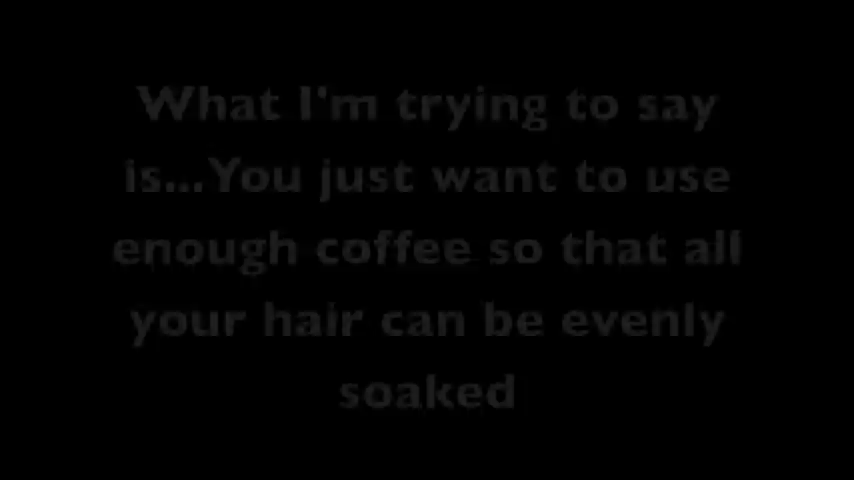 What I'm trying to say
is...You just want to use
enough coffee so that all
your hair can be evenly
soaked